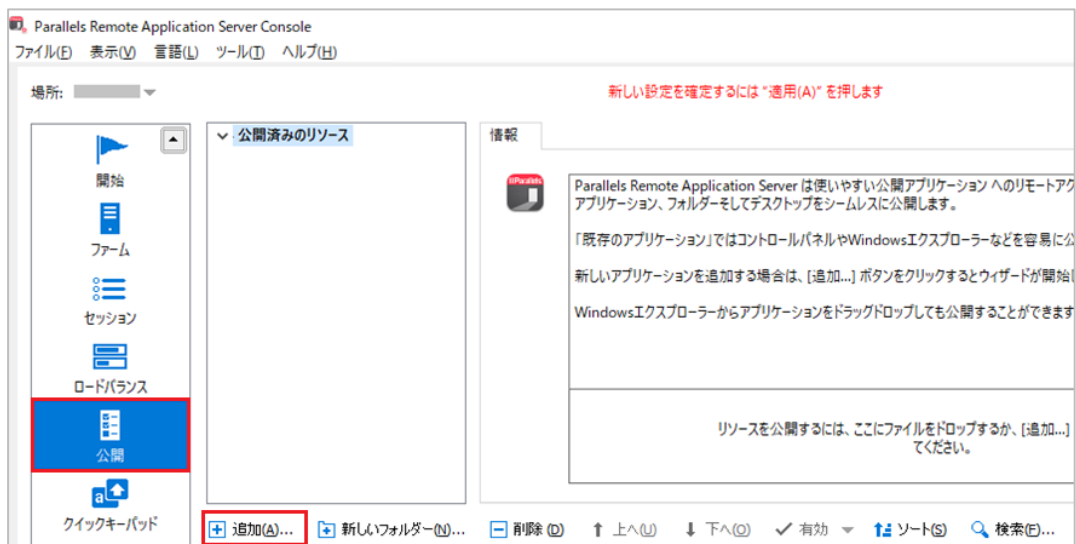 Parallels Remote Application Server Console
ファイル(F) 表示(V) 言語(L) ツール(T) ヘルプ(H)
場所:
新しい設定を確定するには "適用(A)" を押します
開始
ファーム
セッション
ロードバランス
公開
クイックキーパッド
公開済みのリソース
情報
Parallels
Parallels Remote Application Server は使いやすい公開アプリケーション へのリモートアク
アプリケーション、フォルダーそしてデスクトップをシームレスに公開します。
「既存のアプリケーション」ではコントロールパネルやWindowsエクスプローラーなどを容易に公
新しいアプリケーションを追加する場合は、[追加...] ボタンをクリックするとウィザードが開始し
Windowsエクスプローラーからアプリケーションをドラッグドロップしても公開することができます
リソースを公開するには、ここにファイルをドロップするか、[追加...]
てください。
追加(A)... 新しいフォルダー(N)... 削除 (D) 上へ(U) 下へ(O) 有効 ソート(S) 検索(E)...